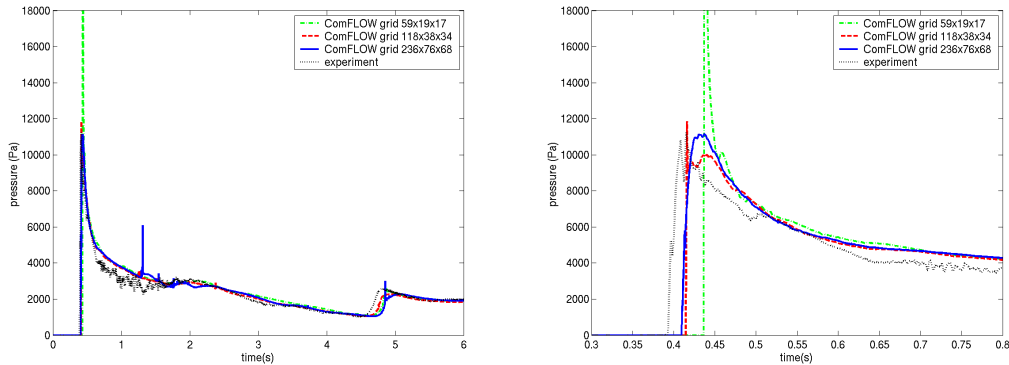 18000
16000
14000
12000
10000
8000
6000
4000
2000
0
pressure (Pa)
0 1 2 3 4 5 6
time(s)
ComFLOW grid 59x19x17
ComFLOW grid 118x38x34
ComFLOW grid 236x76x68
experiment
18000
16000
14000
12000
10000
8000
6000
4000
2000
0
pressure (Pa)
0.3 0.35 0.4 0.45 0.5 0.55 0.6 0.65 0.7 0.75 0.8
time(s)
ComFLOW grid 59x19x17
ComFLOW grid 118x38x34
ComFLOW grid 236x76x68
experiment